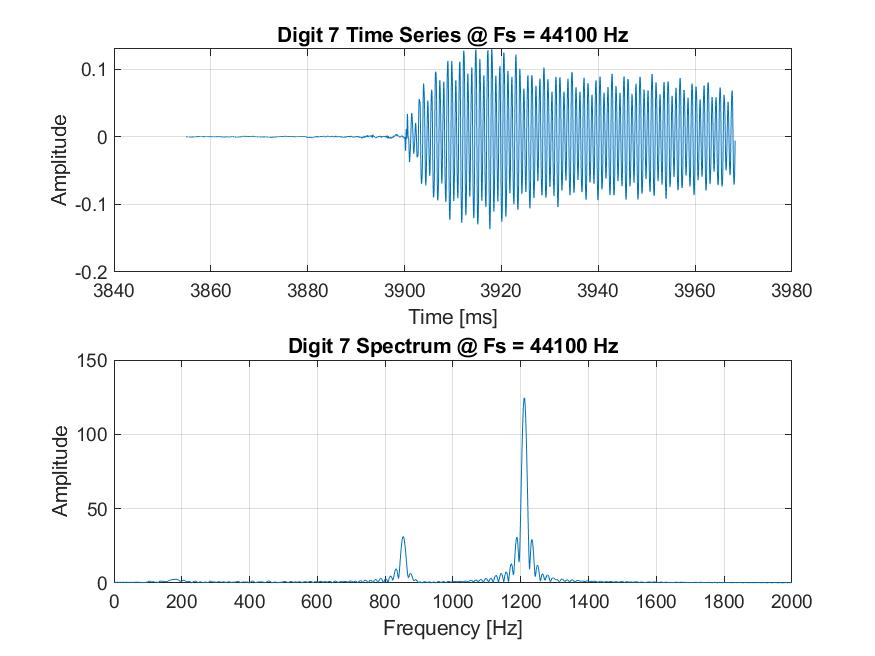 Digit 7 Time Series @ Fs = 44100 Hz
0.1
0
-0.1
-0.2
Amplitude
3840 3860 3880 3900 3920 3940 3960 3980
Time [ms]
Digit 7 Spectrum @ Fs = 44100 Hz
150
100
50
0
Amplitude
0 200 400 600 800 1000 1200 1400 1600 1800 2000
Frequency [Hz]